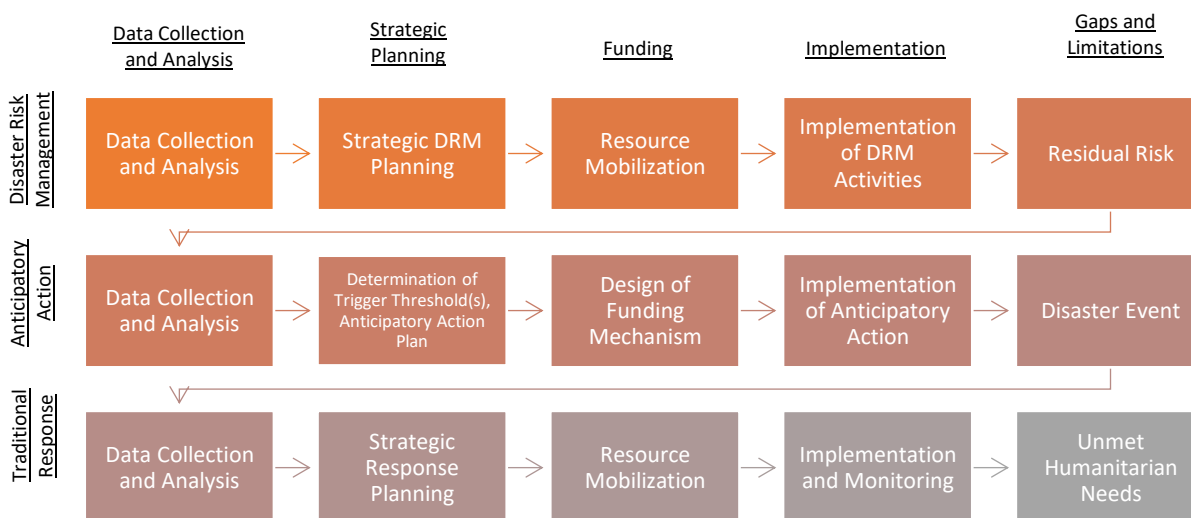 Data Collection
and Analysis
Strategic
Planning
Funding
Implementation
Gaps and
Limitations
Disaster Risk
Management
Data Collection
and Analysis
Strategic DRM
Planning
Resource
Mobilization
Implementation
of DRM
Activities
Residual Risk
Anticipatory
Action
Data Collection
and Analysis
Determination of
Trigger Threshold(s),
Anticipatory Action
Plan
Design of
Funding
Mechanism
Implementation
of Anticipatory
Action
Disaster Event
Traditional
Response
Data Collection
and Analysis
Strategic
Response
Planning
Resource
Mobilization
Implementation
and Monitoring
Unmet
Humanitarian
Needs